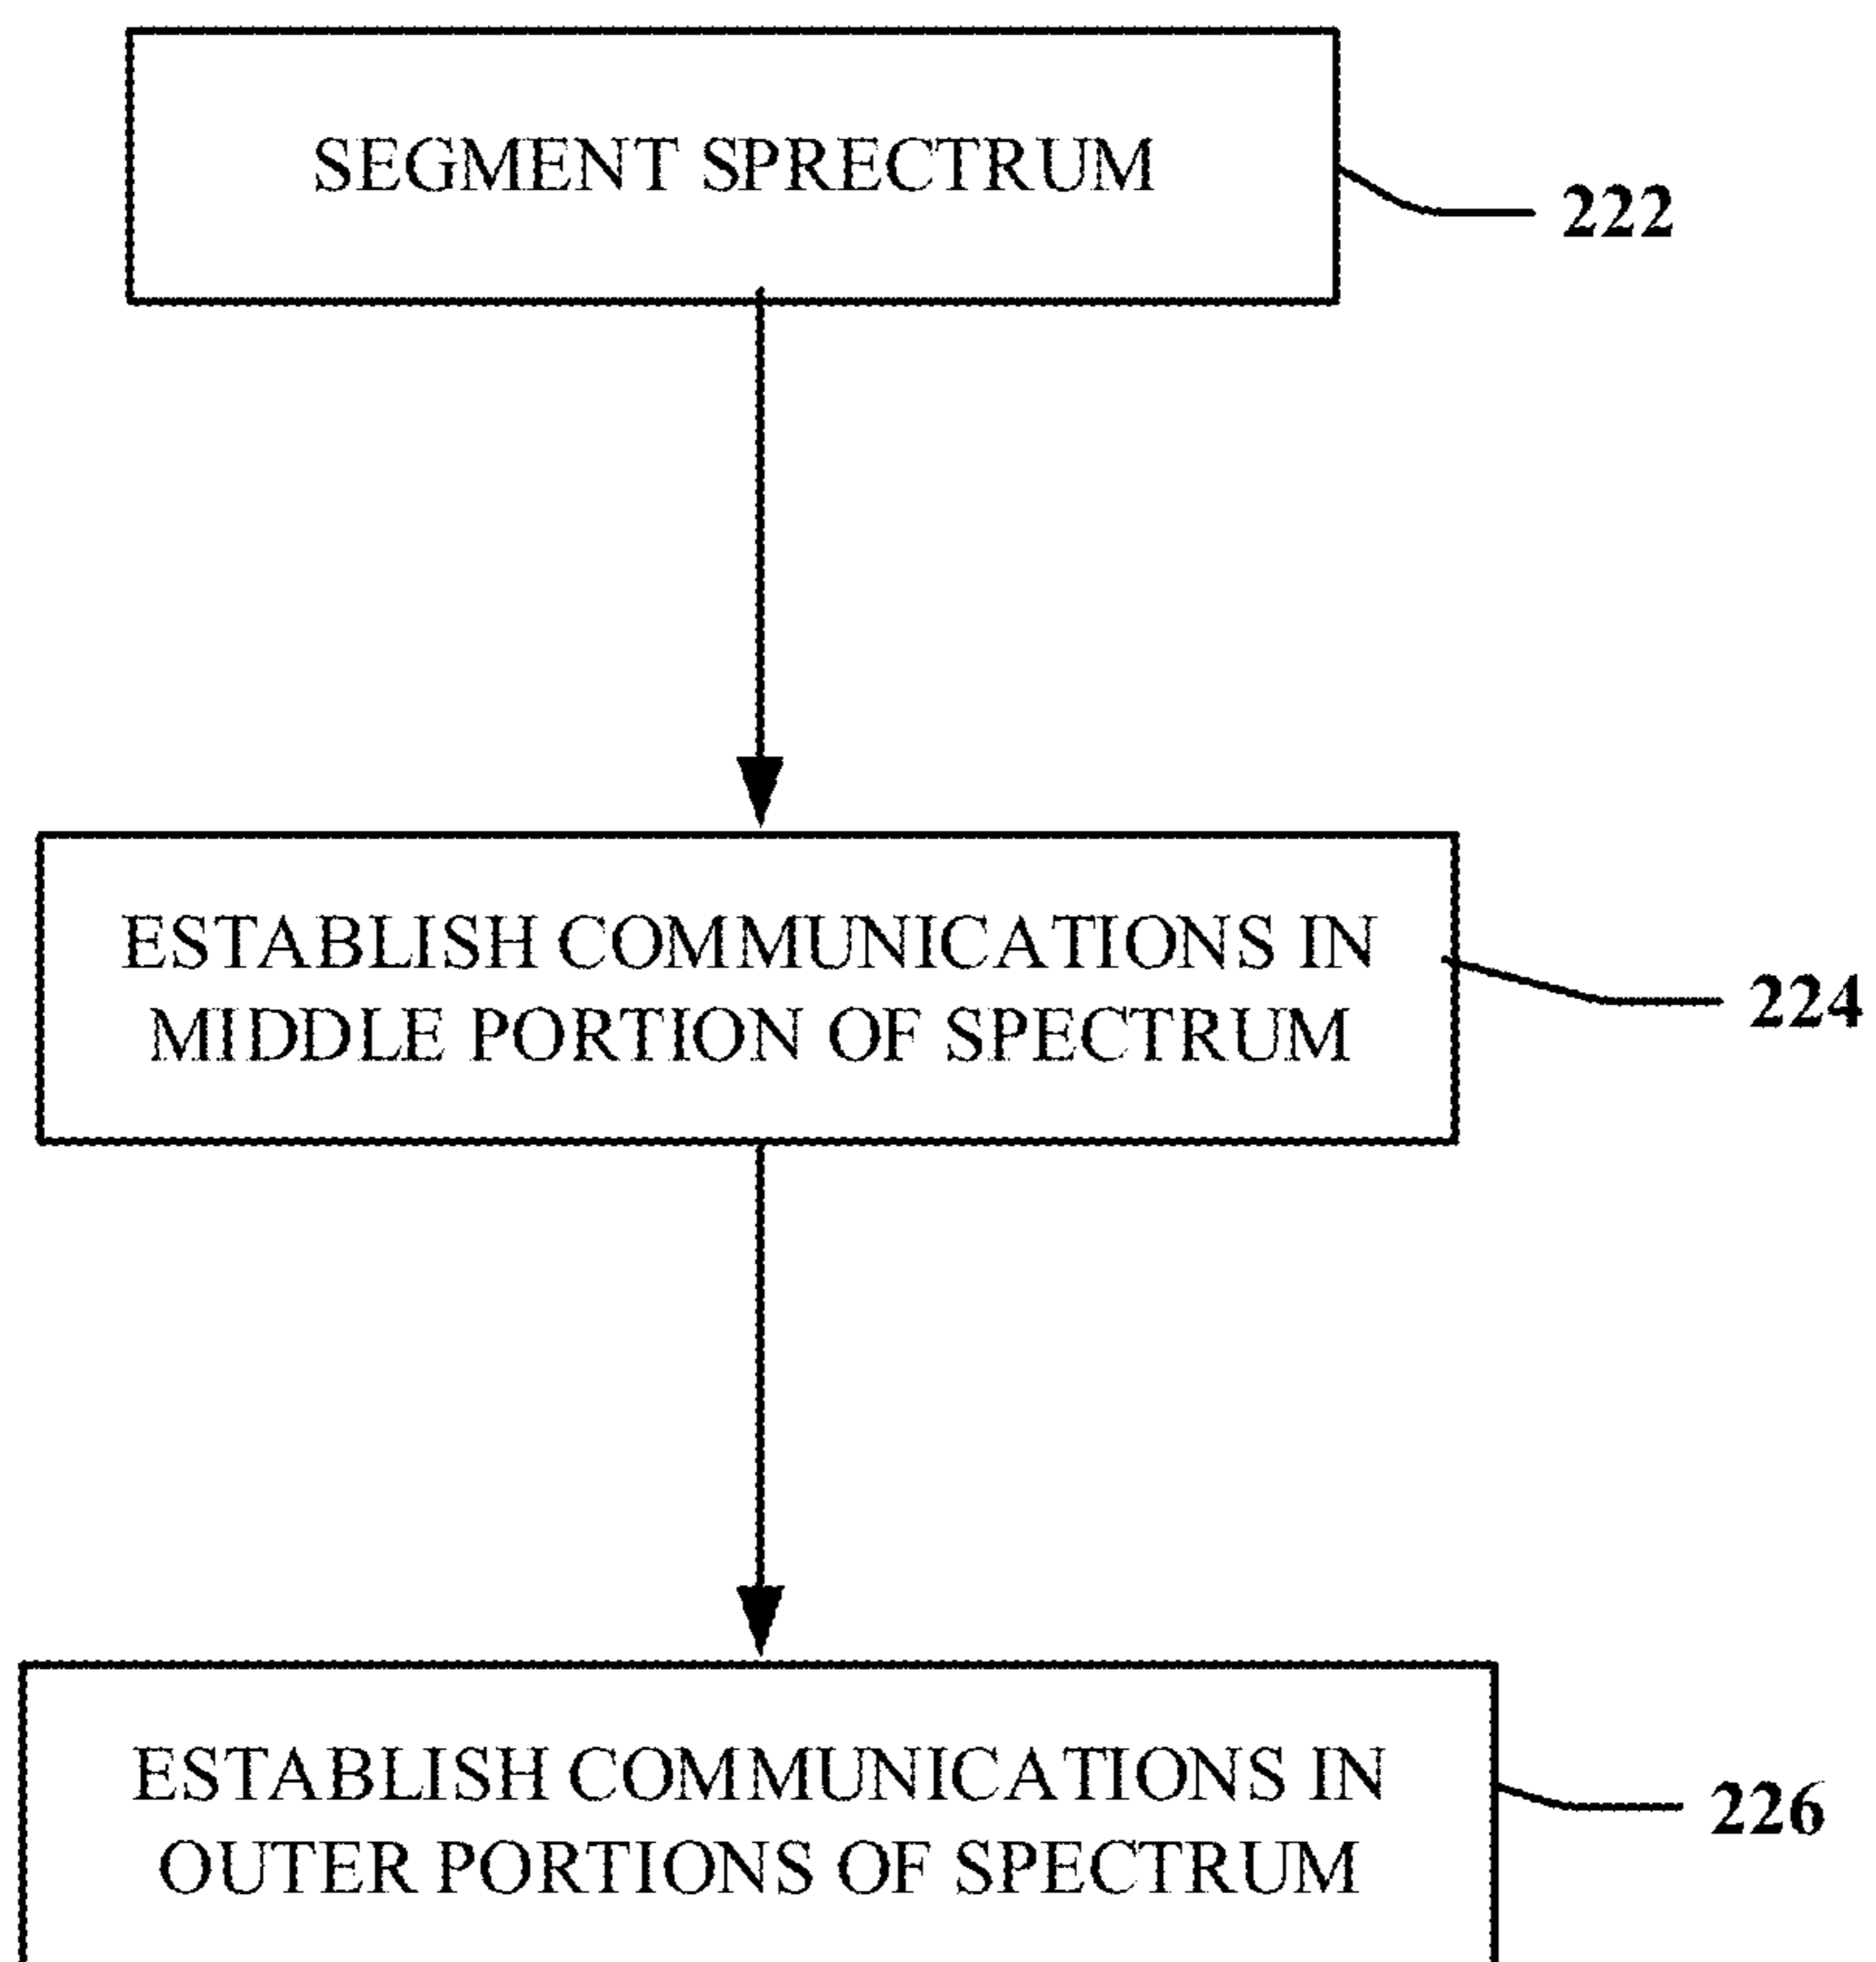 SEGMENT SPRECTRUM
222
ESTABLISH COMMUNICATIONS IN
MIDDLE PORTION OF SPECTRUM
224
ESTABLISH COMMUNICATIONS IN
OUTER PORTIONS OF SPECTRUM
226